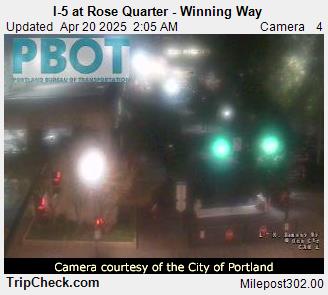 I-5 at Rose Quarter - Winning Way
Updated Apr 20 2025 2:05 AM Camera 4
PBOT
PORTLAND BUREAU OF TRANSPORTATION
Camera courtesy of the City of Portland
TripCheck.com Milepost302.00